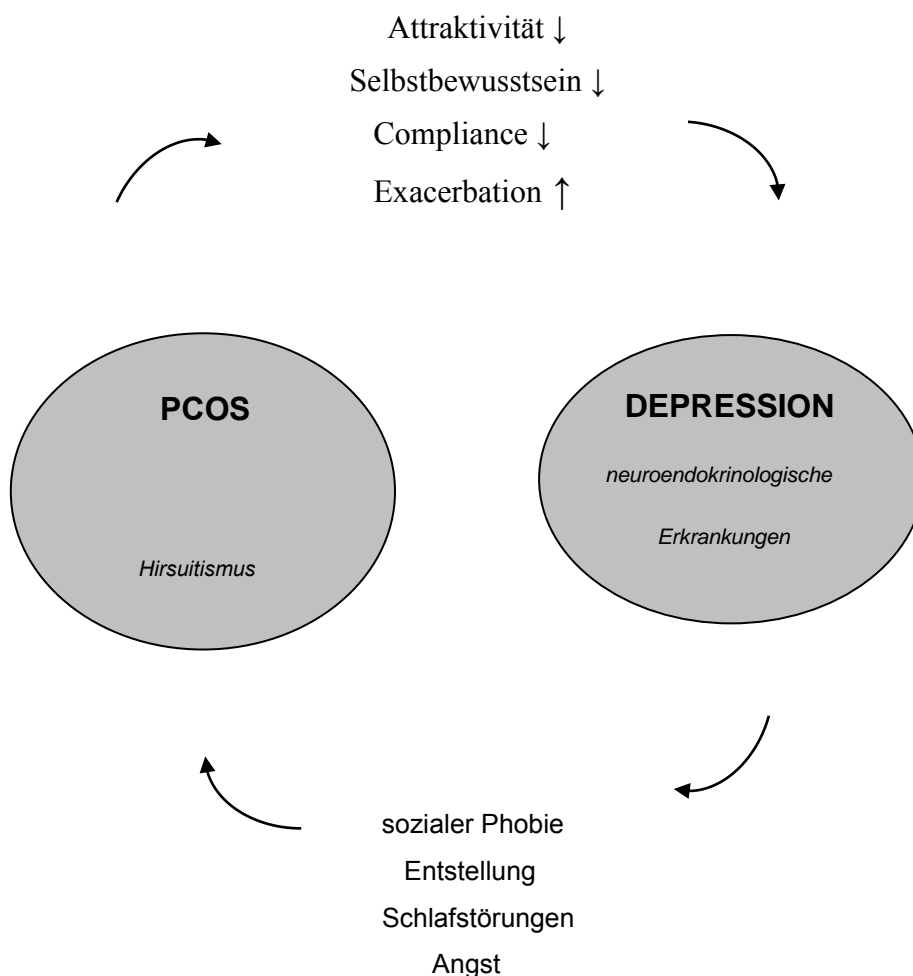 Attraktivität ↓
Selbstbewusstsein ↓
Compliance ↓
Exacerbation ↑
PCOS
Hirsuitismus
DEPRESSION
neuroendokrinologische
Erkrankungen
sozialer Phobie
Entstellung
Schlafstörungen
Angst